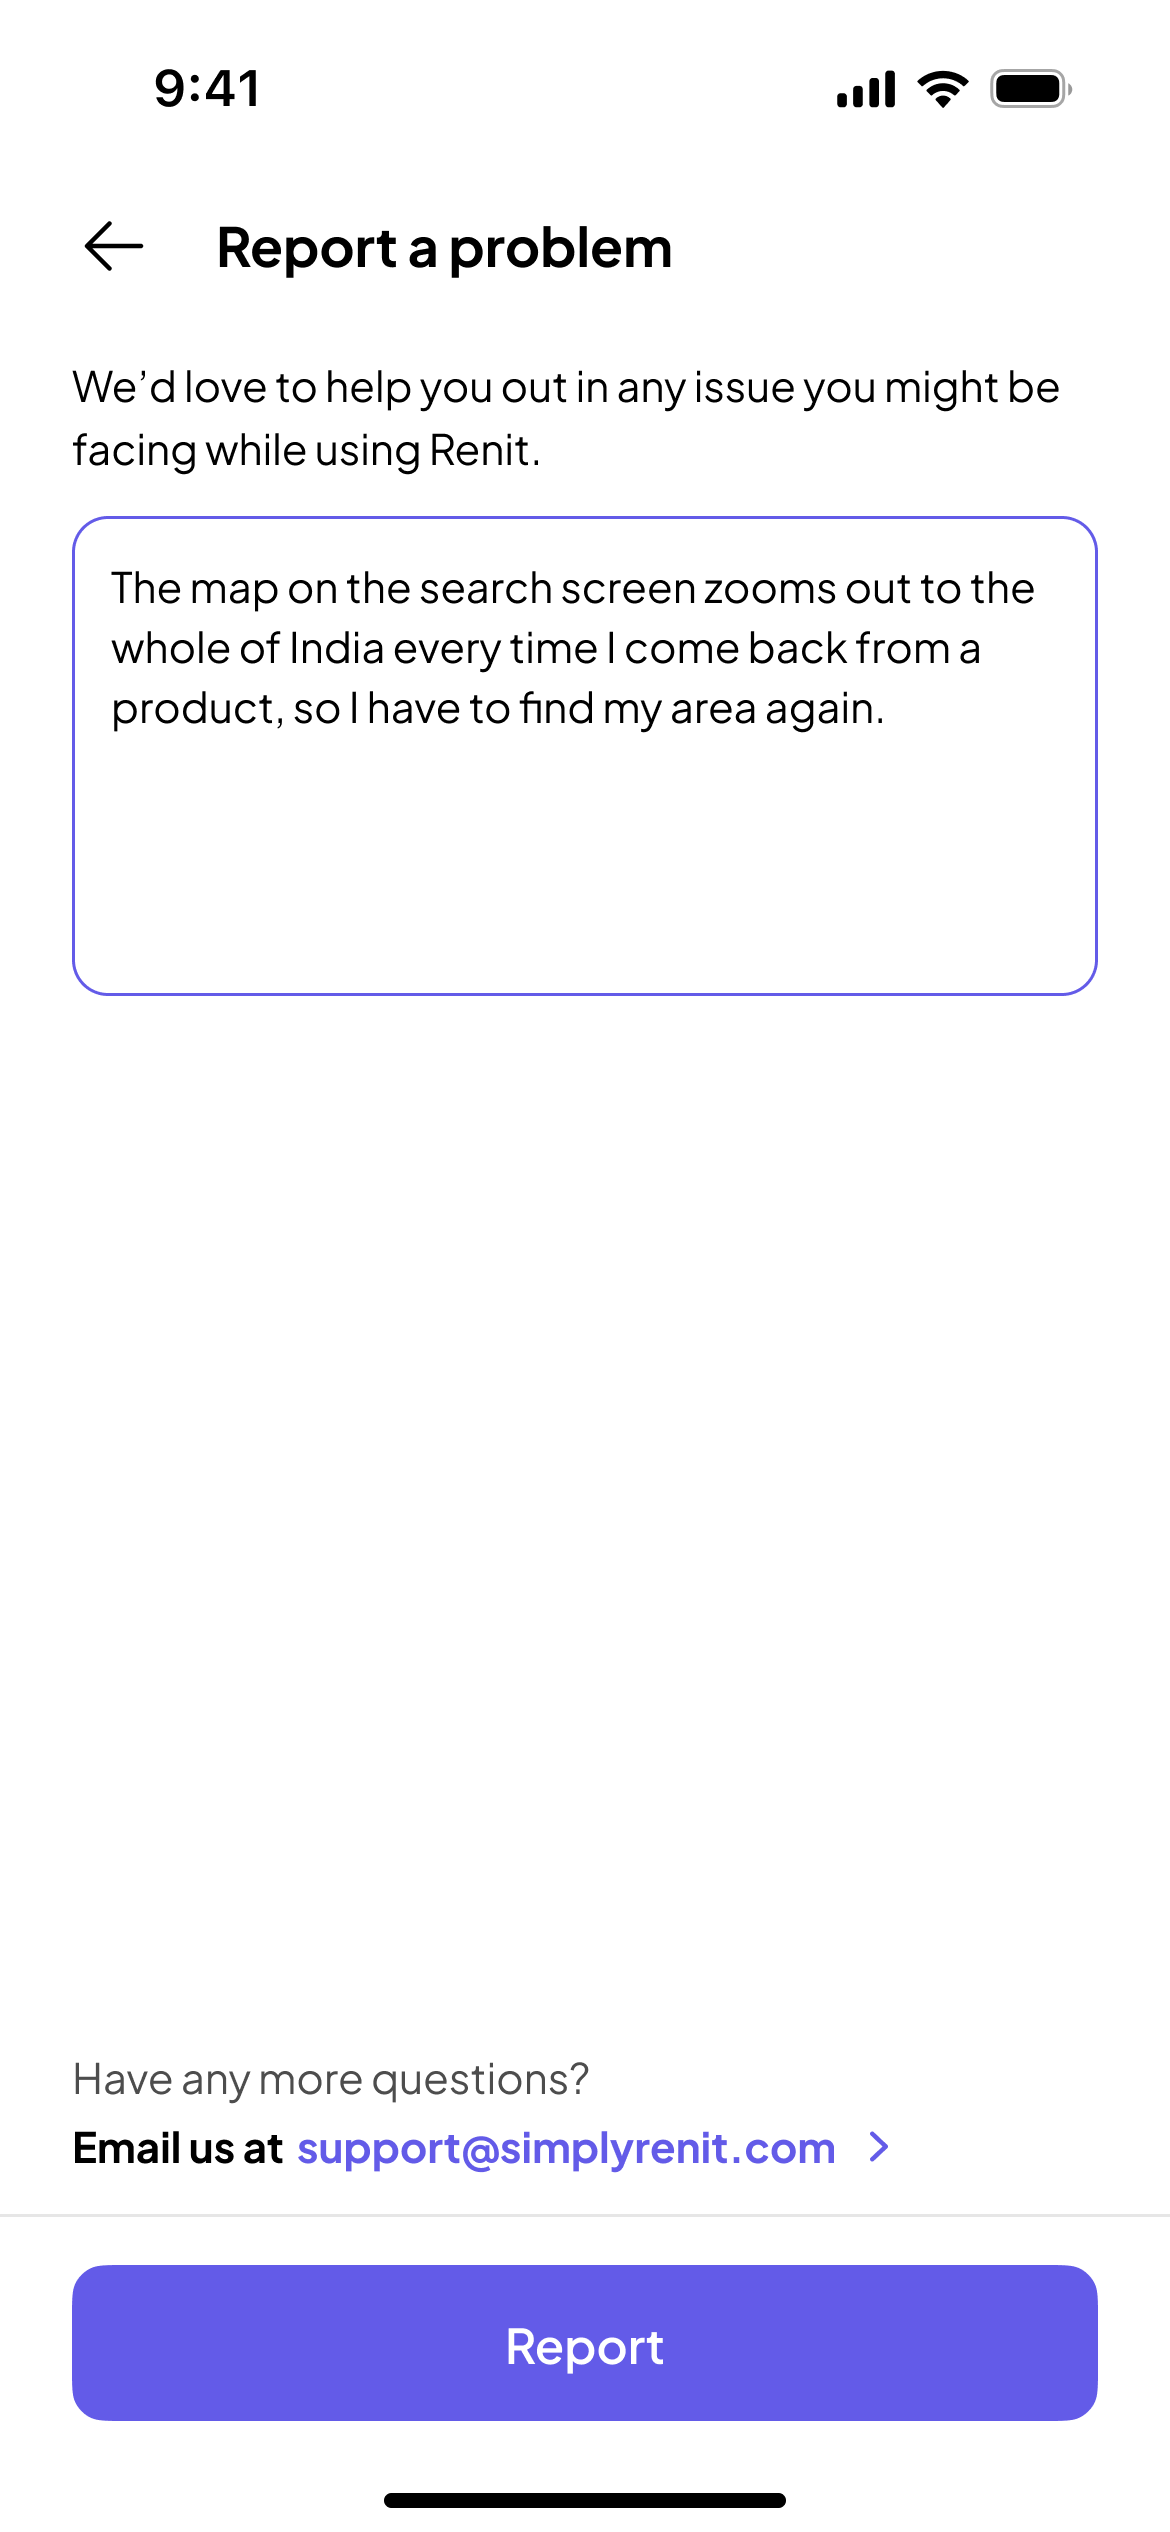 9:41
Report a problem
We’d love to help you out in any issue you might be
facing while using Renit.
The map on the search screen zooms out to the
whole of India every time I come back from a
product, so I have to find my area again.
Have any more questions?
Email us at support@simplyrenit.com
Report